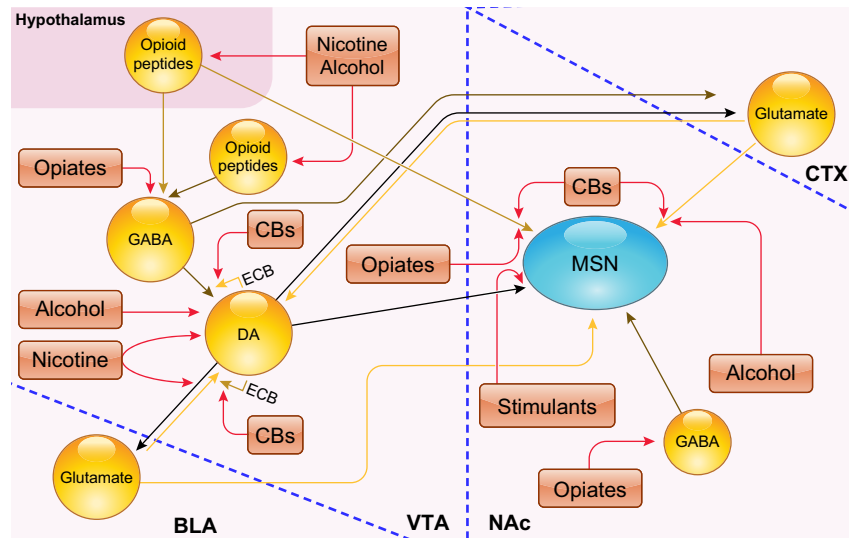 Hypothalamus
Opioid
peptides
Nicotine
Alcohol
Glutamate
CTX
Opioid
peptides
Opiates
CBs
GABA
CBs
ECB
Opiates
MSN
Alcohol
DA
Nicotine
ECB
CBs
Stimulants
Alcohol
GABA
Glutamate
Opiates
BLA
VTA
NAc